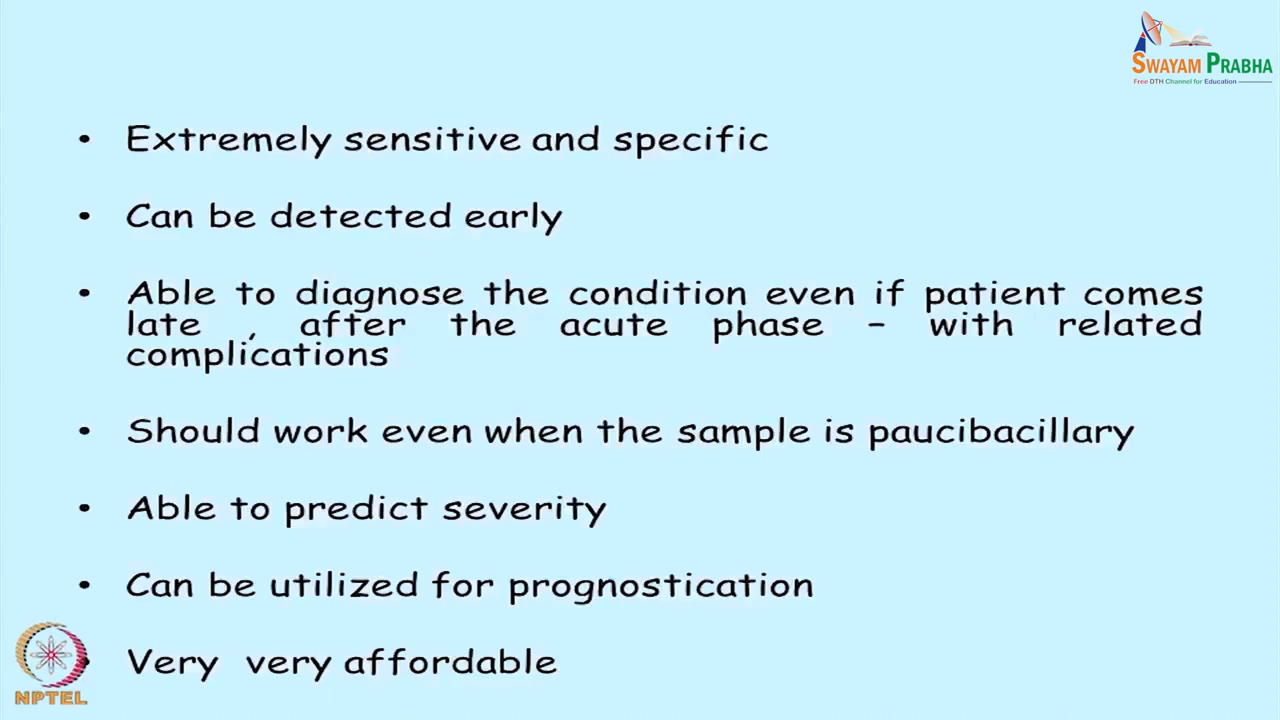 SWAYAM PRABHA
Free DTH Channel for Education
• Extremely sensitive and specific
• Can be detected early
• Able to diagnose the condition even if patient comes
late , after the acute phase – with related
complications
• Should work even when the sample is paucibacillary
• Able to predict severity
• Can be utilized for prognostication
• Very very affordable
NPTEL